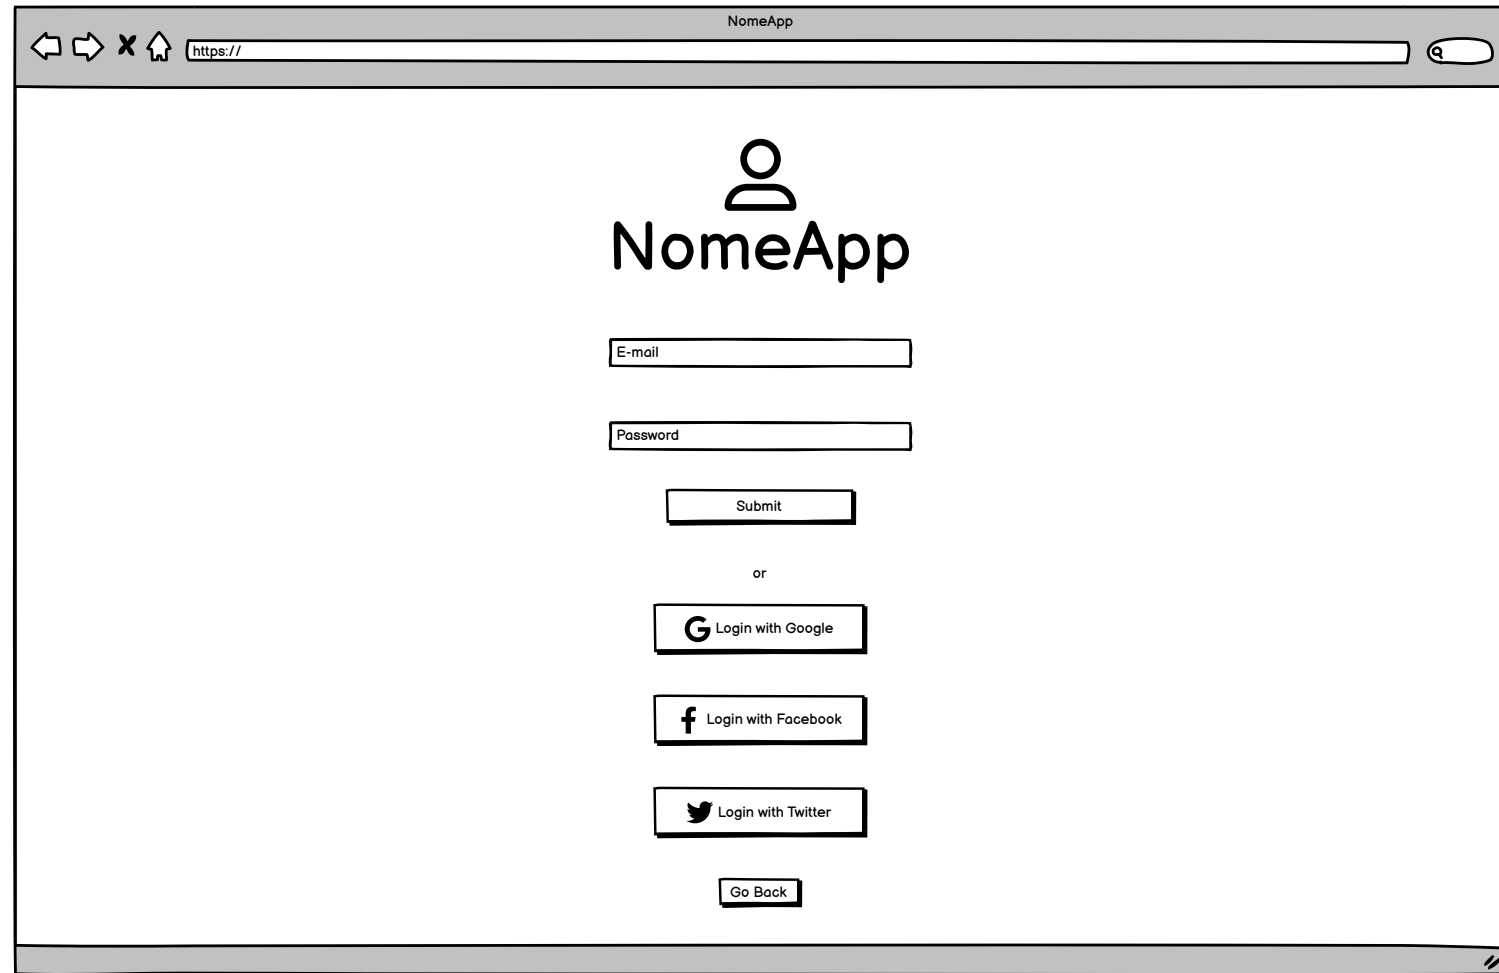 NomeApp
https://
NomeApp
E-mail
Password
Submit
or
Login with Google
Login with Facebook
Login with Twitter
Go Back